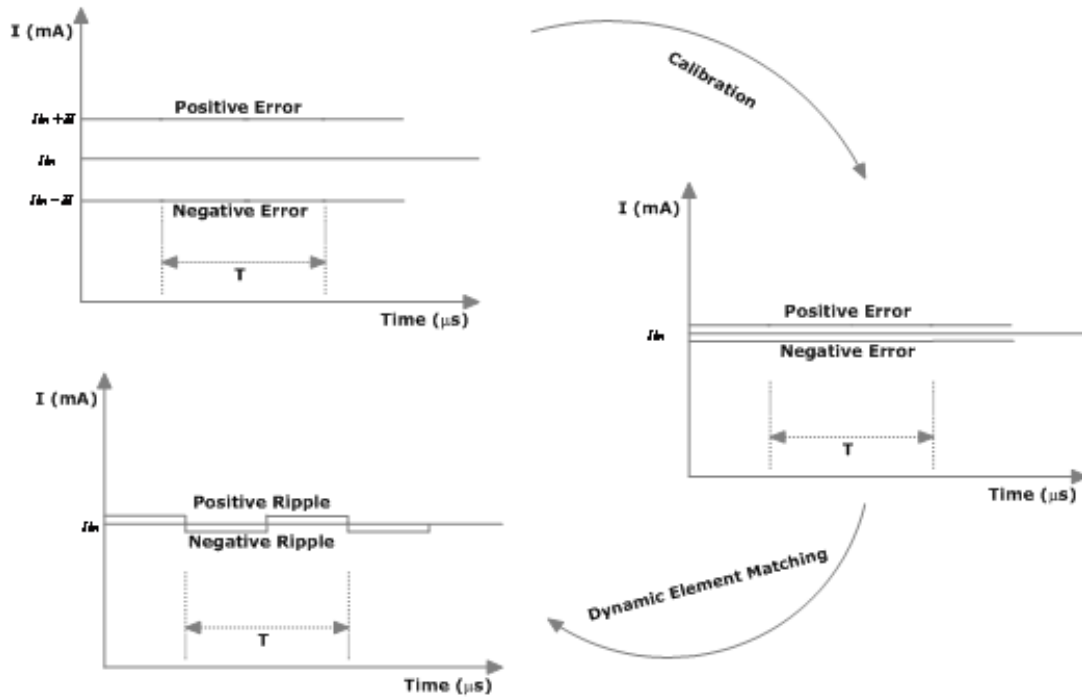 I (mA)
Positive Error
Negative Error
T
Time (μs)
Calibration
I (mA)
Positive Error
Negative Error
T
Time (μs)
Dynamic Element Matching
I (mA)
Positive Ripple
Negative Ripple
T
Time (μs)